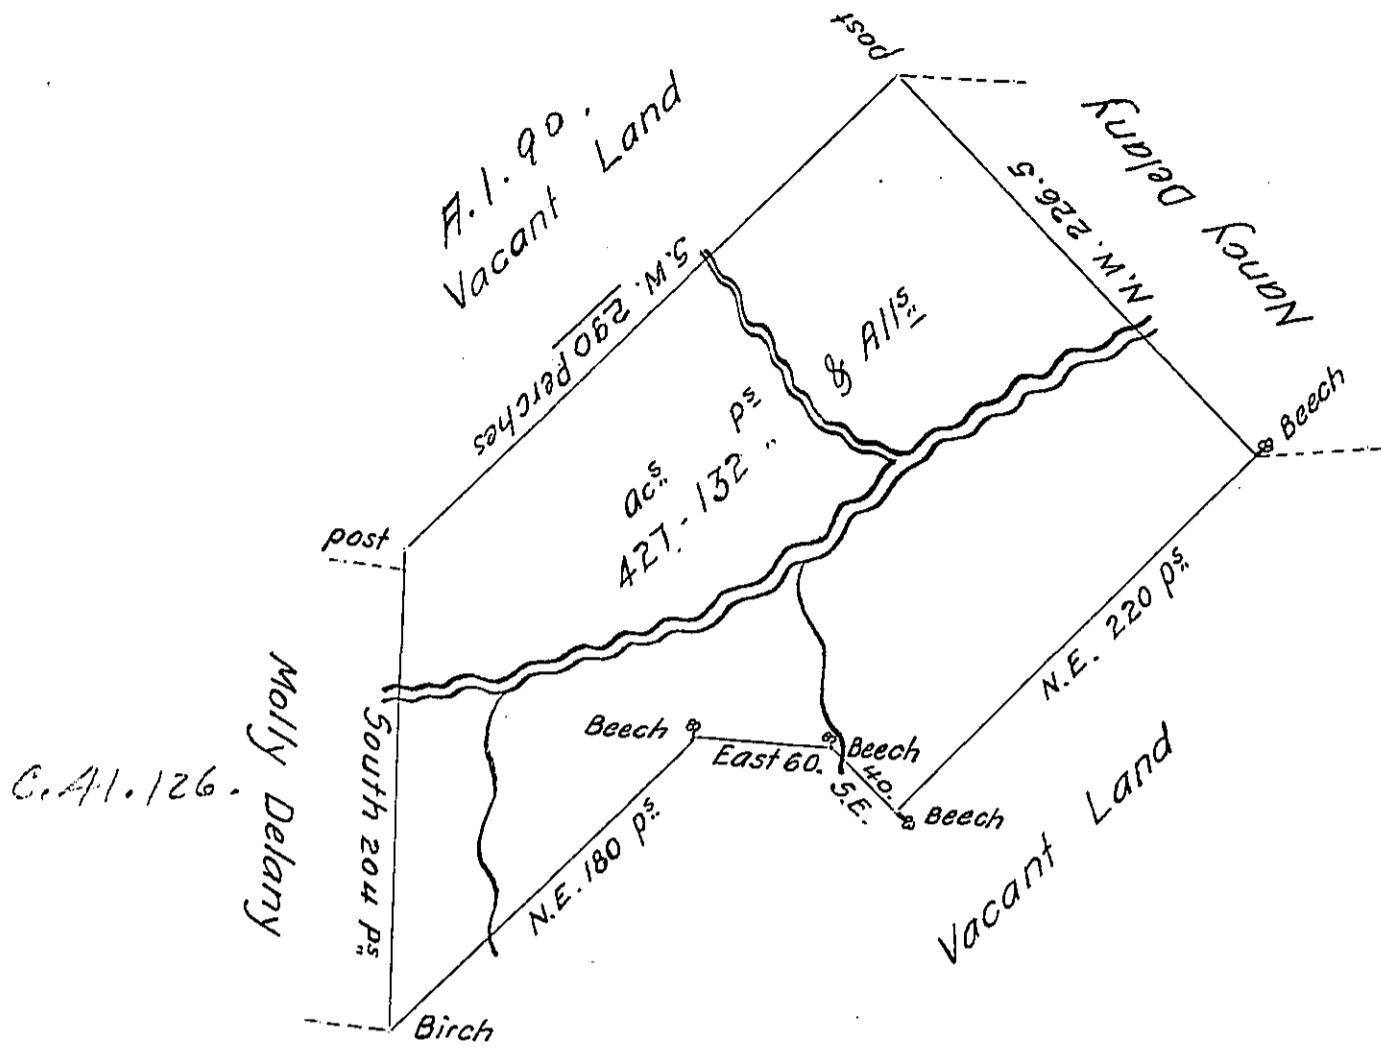 post
A.1.90.
Vacant Land
Nancy Delany
N.W. 226.5
S.W. 290 Perches
& Alls
acs ps
427.-132
Beech
post
N.E. 220 ps
Molly Delany
South 204 ps
C.A1.126.
Beech
East 60.
Beech
S.E. 40.
Beech
N.E. 180 ps
Vacant Land
Birch